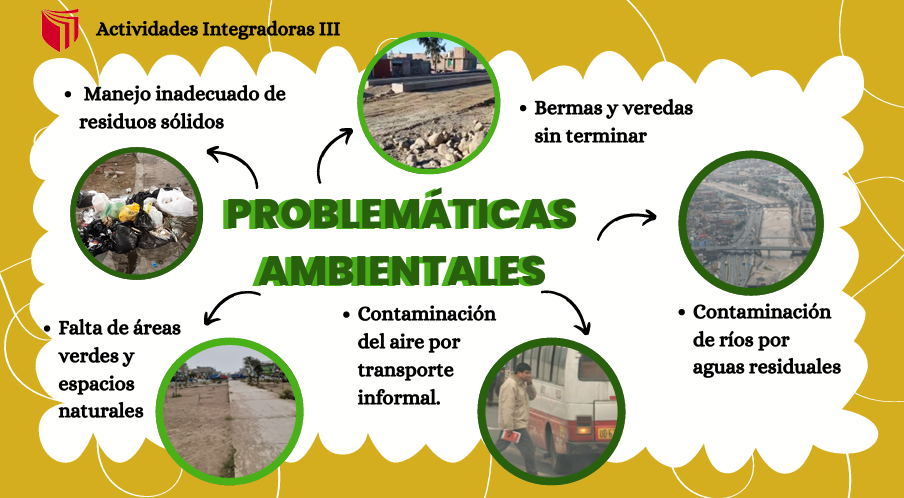 Actividades Integradoras III
• Manejo inadecuado de
residuos sólidos
• Bermas y veredas
sin terminar
PROBLEMÁTICAS
AMBIENTALES
• Falta de áreas
verdes y
espacios
naturales
• Contaminación
del aire por
transporte
informal.
• Contaminación
de ríos por
aguas residuales